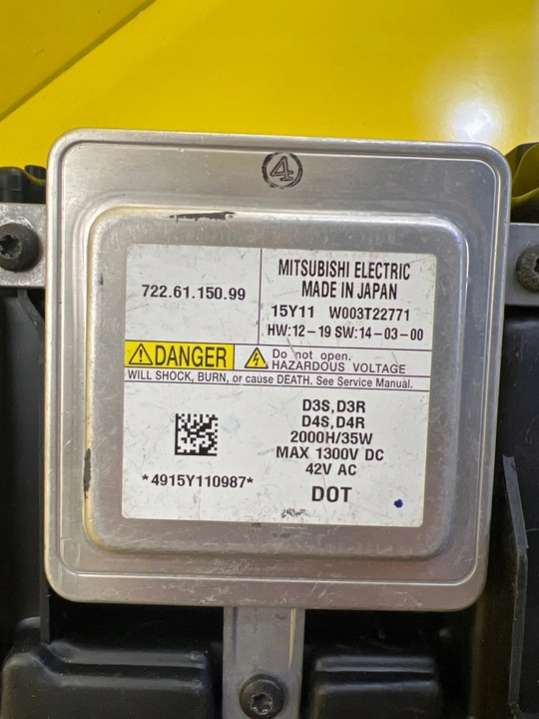 4
722.61.150.99
MITSUBISHI ELECTRIC
MADE IN JAPAN
15Y11 W003T22771
HW:12-19 SW:14-03-00
DANGER
Do not open.
HAZARDOUS VOLTAGE
WILL SHOCK, BURN, or cause DEATH. See Service Manual.
D3S,D3R
D4S,D4R
2000H/35W
MAX 1300V DC
42V AC
*4915Y110987*
DOT